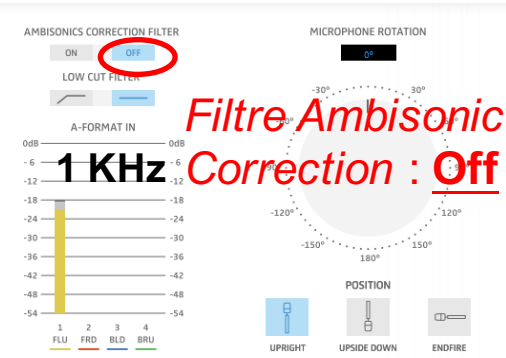 AMBISONICS CORRECTION FILTER
ON OFF
LOW CUT FILTER
A-FORMAT IN
0dB 0dB
- 6 - 6
-12
-18 -18
-24 -24
-30 -30
-36 -36
-42 -42
-48 -48
-54 -54
1 2 3 4
FLU FRD BLD BRU
1 KHz
MICROPHONE ROTATION
0°
-30° 30°
-120° 120°
-150° 150°
180°
Filtre Ambisonic
Correction : Off
POSITION
UPRIGHT UPSIDE DOWN ENDFIRE